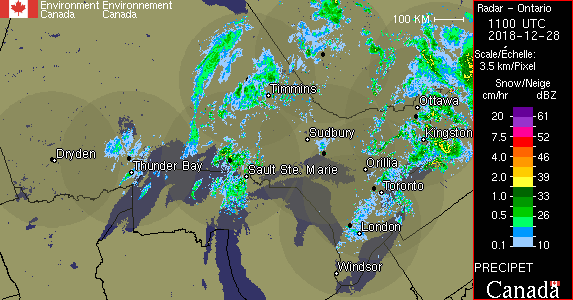 Environment Environnement
Canada Canada
100 KM
Timmins
Ottawa
Sudbury
Kingston
Dryden
Thunder Bay
Sault Ste. Marie
Orillia
Toronto
London
Windsor
Radar - Ontario
1100 UTC
2018-12-28
Scale/Échelle:
3.5 km/Pixel
Snow/Neige
cm/hr dBZ
20 61
7.5 52
4.0 46
2.0 39
1.0 33
0.5 26
0.1 10
PRECIPET
Canada